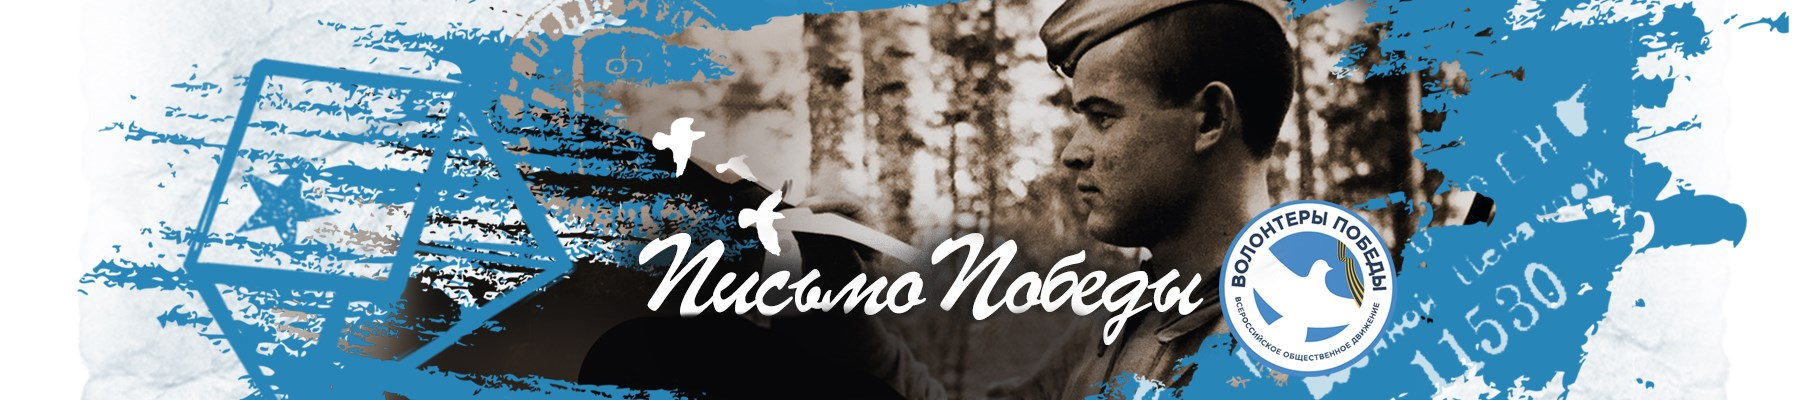 Письмо Победы
ВОЛОНТЕРЫ ПОБЕДЫ
ВСЕРОССИЙСКОЕ ОБЩЕСТВЕННОЕ ДВИЖЕНИЕ
11530